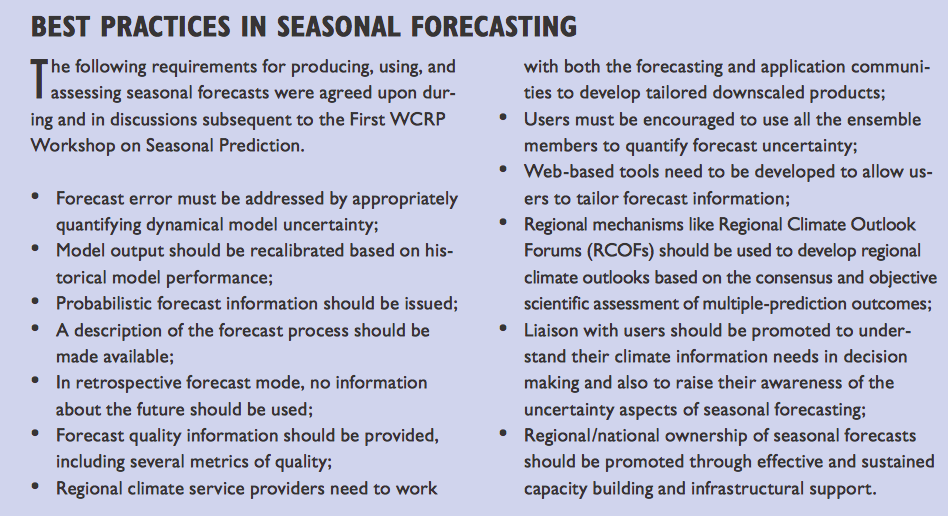 BEST PRACTICES IN SEASONAL FORECASTING
The following requirements for producing, using, and
assessing seasonal forecasts were agreed upon dur-
ing and in discussions subsequent to the First WCRP
Workshop on Seasonal Prediction.
• Forecast error must be addressed by appropriately
quantifying dynamical model uncertainty;
• Model output should be recalibrated based on his-
torical model performance;
• Probabilistic forecast information should be issued;
• A description of the forecast process should be
made available;
• In retrospective forecast mode, no information
about the future should be used;
• Forecast quality information should be provided,
including several metrics of quality;
• Regional climate service providers need to work
with both the forecasting and application communi-
ties to develop tailored downscaled products;
• Users must be encouraged to use all the ensemble
members to quantify forecast uncertainty;
• Web-based tools need to be developed to allow us-
ers to tailor forecast information;
• Regional mechanisms like Regional Climate Outlook
Forums (RCOFs) should be used to develop regional
climate outlooks based on the consensus and objective
scientific assessment of multiple-prediction outcomes;
• Liaison with users should be promoted to under-
stand their climate information needs in decision
making and also to raise their awareness of the
uncertainty aspects of seasonal forecasting;
• Regional/national ownership of seasonal forecasts
should be promoted through effective and sustained
capacity building and infrastructural support.